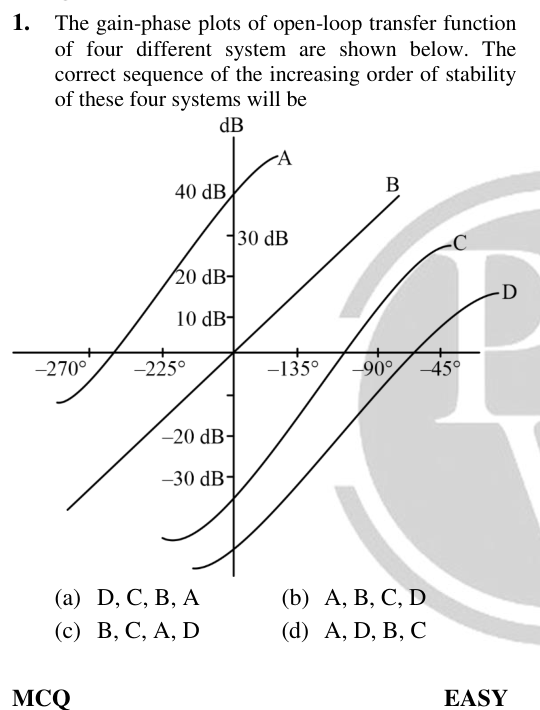 1. The gain-phase plots of open-loop transfer function
of four different system are shown below. The
correct sequence of the increasing order of stability
of these four systems will be
dB
A
40 dB
B
30 dB
C
20 dB
D
10 dB
–270° –225° –135° –90° –45°
–20 dB
–30 dB
(a) D, C, B, A (b) A, B, C, D
(c) B, C, A, D (d) A, D, B, C
MCQ EASY